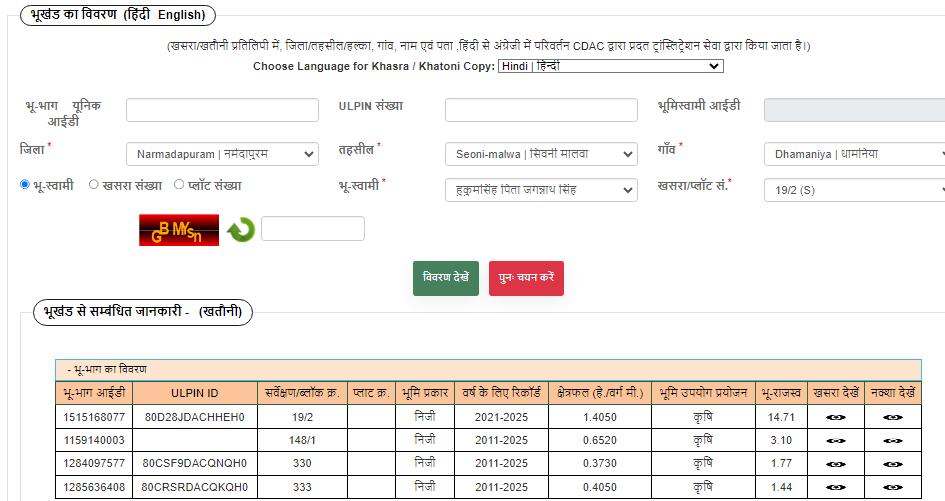 भूखंड का विवरण (हिंदी English)
(खसरा/खतौनी प्रतिलिपी में, जिला/तहसील/हल्का, गांव, नाम एवं पता ,हिंदी से अंग्रेजी में परिवर्तन CDAC द्वारा प्रदत ट्रांस्लिट्रेशन सेवा द्वारा किया जाता है।)
Choose Language for Khasra / Khatoni Copy: Hindi | हिन्दी
भू-भाग यूनिक आईडी ULPIN संख्या भूमिस्वामी आईडी
जिला * Narmadapuram | नर्मदापुरम तहसील * Seoni-malwa | सिवनी मालवा गाँव * Dhamaniya | धामनिया
भू-स्वामी खसरा संख्या प्लॉट संख्या भू-स्वामी * हुकुमसिंह पिता जगन्नाथ सिंह खसरा/प्लॉट सं.* 19/2 (S)
GBMYsn
विवरण देखें पुनः चयन करें
भूखंड से सम्बंधित जानकारी - (खतौनी)
- भू-भाग का विवरण
भू-भाग आईडी ULPIN ID सर्वेक्षण/ब्लॉक क्र. प्लाट क्र. भूमि प्रकार वर्ष के लिए रिकॉर्ड क्षेत्रफल (हे./वर्ग मी.) भूमि उपयोग प्रयोजन भू-राजस्व खसरा देखें नक्शा देखें
1515168077 80D28JDACHHEH0 19/2 निजी 2021-2025 1.4050 कृषि 14.71
1159140003 148/1 निजी 2011-2025 0.6520 कृषि 3.10
1284097577 80CSF9DACQNQH0 330 निजी 2011-2025 0.3730 कृषि 1.77
1285636408 80CRSRDACQKQH0 333 निजी 2011-2025 0.4050 कृषि 1.44